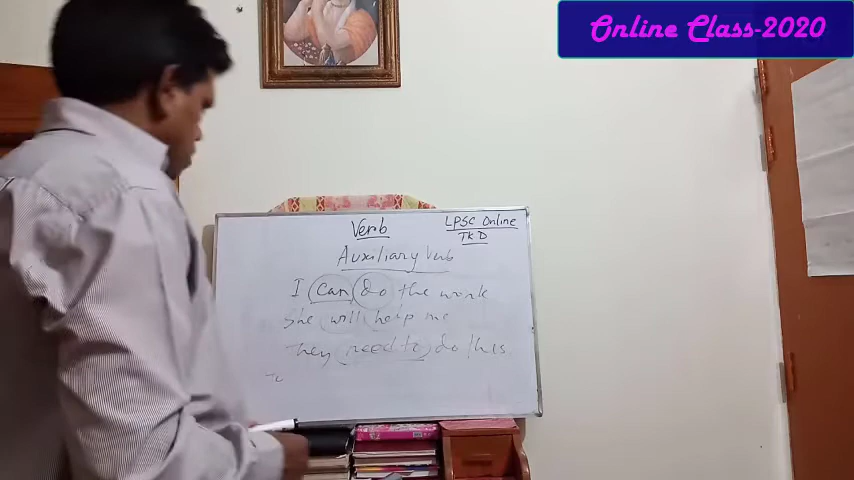 Online Class-2020
Verb
LPSC Online
TKD
Auxiliary Verb
I can do the work
She will help me
They need to do this